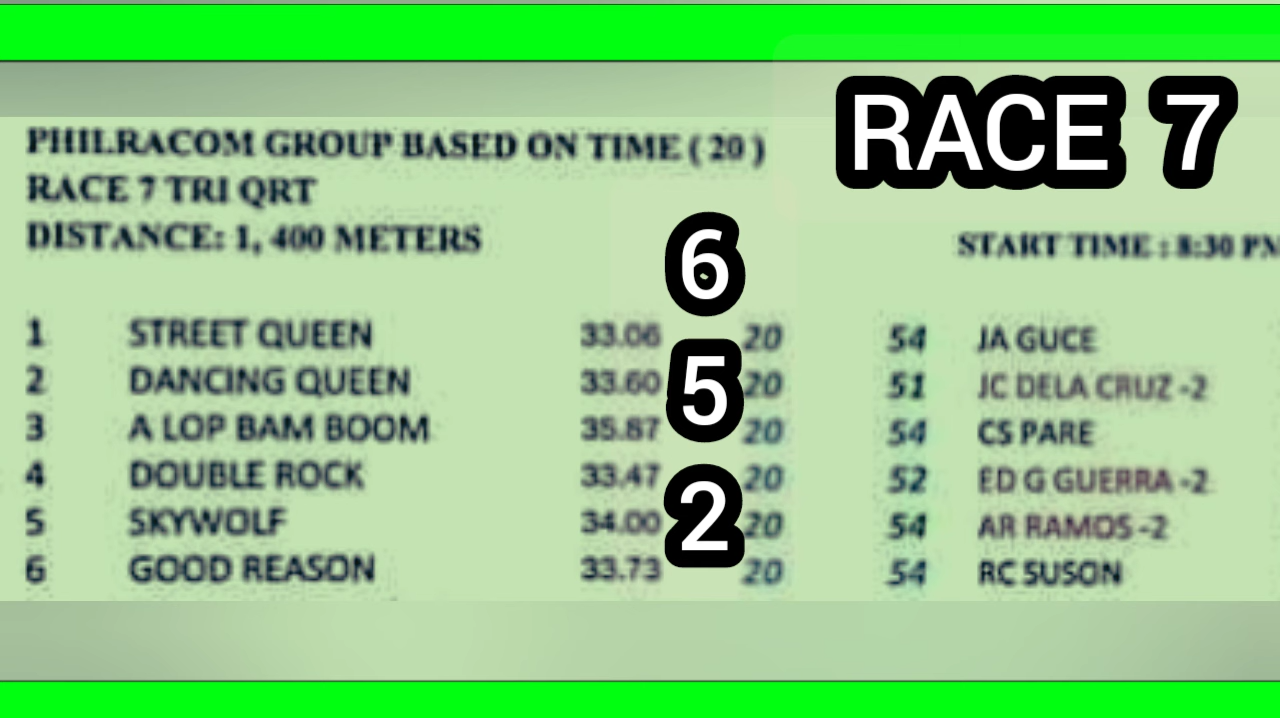 RACE 7
PHILRACOM GROUP BASED ON TIME ( 20 )
RACE 7 TRI QRT
DISTANCE: 1, 400 METERS
START TIME : 8:30 PM
6
5
2
1 STREET QUEEN 33.06 20 54 JA GUCE
2 DANCING QUEEN 33.60 20 51 JC DELA CRUZ -2
3 A LOP BAM BOOM 35.87 20 54 CS PARE
4 DOUBLE ROCK 33.47 20 52 ED G GUERRA -2
5 SKYWOLF 34.00 20 54 AR RAMOS -2
6 GOOD REASON 33.73 20 54 RC SUSON